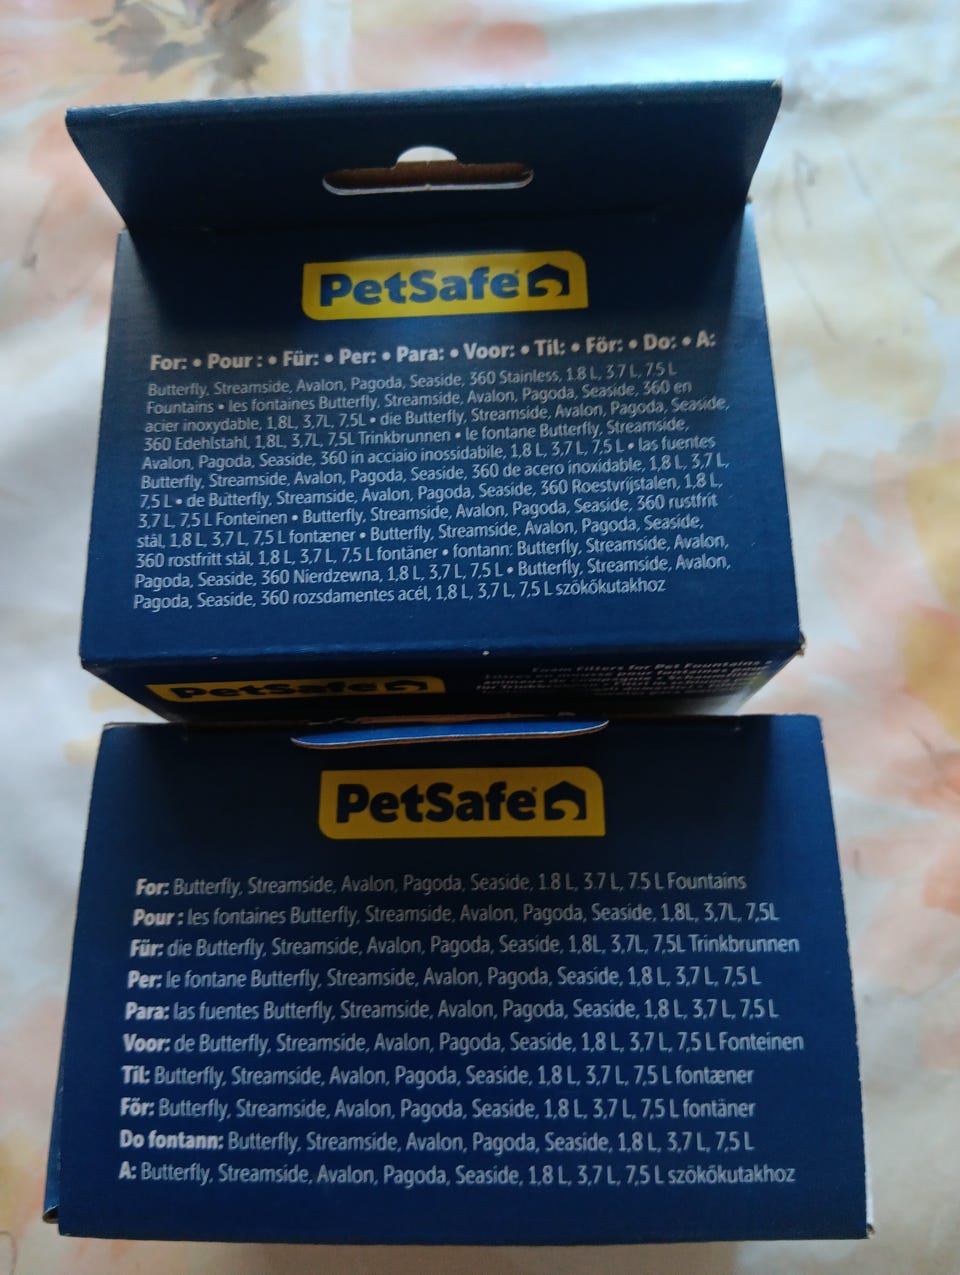 PetSafe
For: • Pour : • Für: • Per: • Para: • Voor: • Til: • För: • Do: • A:
Butterfly, Streamside, Avalon, Pagoda, Seaside, 360 Stainless, 1.8 L, 3.7 L, 7.5 L
Fountains • les fontaines Butterfly, Streamside, Avalon, Pagoda, Seaside, 360 en
acier inoxydable, 1,8L, 3,7L, 7,5L • die Butterfly, Streamside, Avalon, Pagoda, Seaside,
360 Edehlstahl, 1,8L, 3,7L, 7,5L Trinkbrunnen • le fontane Butterfly, Streamside,
Avalon, Pagoda, Seaside, 360 in acciaio inossidabile, 1,8 L, 3,7 L, 7,5 L • las fuentes
Butterfly, Streamside, Avalon, Pagoda, Seaside, 360 de acero inoxidable, 1,8 L, 3,7 L,
7,5 L • de Butterfly, Streamside, Avalon, Pagoda, Seaside, 360 Roestvrijstalen, 1,8 L,
3,7 L, 7,5 L Fonteinen • Butterfly, Streamside, Avalon, Pagoda, Seaside, 360 rustfrit
stål, 1,8 L, 3,7 L, 7,5 L fontæner • Butterfly, Streamside, Avalon, Pagoda, Seaside,
360 rostfritt stål, 1,8 L, 3,7 L, 7,5 L fontäner • fontann: Butterfly, Streamside, Avalon,
Pagoda, Seaside, 360 Nierdzewna, 1,8 L, 3,7 L, 7,5 L • Butterfly, Streamside, Avalon,
Pagoda, Seaside, 360 rozsdamentes acél, 1,8 L, 3,7 L, 7,5 L szökőkutakhoz
PetSafe
Foam Filters for Pet Fountains •
PetSafe
For: Butterfly, Streamside, Avalon, Pagoda, Seaside, 1.8 L, 3.7 L, 7.5 L Fountains
Pour : les fontaines Butterfly, Streamside, Avalon, Pagoda, Seaside, 1,8L, 3,7L, 7,5L
Für: die Butterfly, Streamside, Avalon, Pagoda, Seaside, 1,8L, 3,7L, 7,5L Trinkbrunnen
Per: le fontane Butterfly, Streamside, Avalon, Pagoda, Seaside, 1,8 L, 3,7 L, 7,5 L
Para: las fuentes Butterfly, Streamside, Avalon, Pagoda, Seaside, 1,8 L, 3,7 L, 7,5 L
Voor: de Butterfly, Streamside, Avalon, Pagoda, Seaside, 1,8 L, 3,7 L, 7,5 L Fonteinen
Til: Butterfly, Streamside, Avalon, Pagoda, Seaside, 1,8 L, 3,7 L, 7,5 L fontæner
För: Butterfly, Streamside, Avalon, Pagoda, Seaside, 1,8 L, 3,7 L, 7,5 L fontäner
Do fontann: Butterfly, Streamside, Avalon, Pagoda, Seaside, 1,8 L, 3,7 L, 7,5 L
A: Butterfly, Streamside, Avalon, Pagoda, Seaside, 1,8 L, 3,7 L, 7,5 L szökőkutakhoz